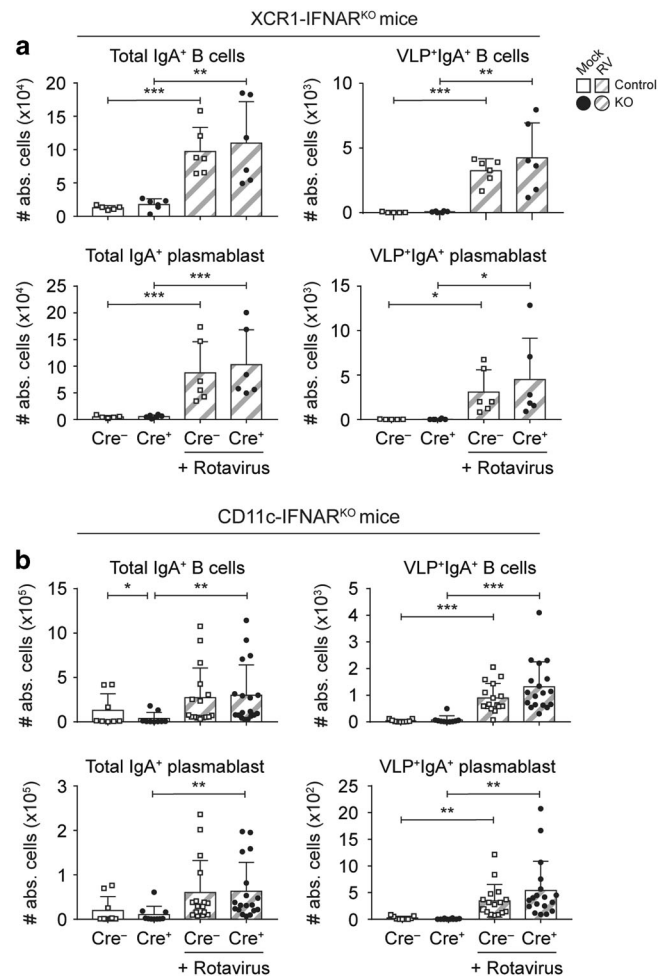 XCR1-IFNARᴷᴼ mice
a
Total IgA⁺ B cells
VLP⁺IgA⁺ B cells
Mock
RV
Control
KO
# abs. cells (x10⁴)
20
15
10
5
0
***
**
# abs. cells (x10³)
10
5
0
***
**
Total IgA⁺ plasmablast
VLP⁺IgA⁺ plasmablast
# abs. cells (x10⁴)
25
20
15
10
5
0
***
***
# abs. cells (x10³)
15
10
5
0
*
*
Cre⁻ Cre⁺ Cre⁻ Cre⁺
+ Rotavirus
Cre⁻ Cre⁺ Cre⁻ Cre⁺
+ Rotavirus
CD11c-IFNARᴷᴼ mice
b
Total IgA⁺ B cells
VLP⁺IgA⁺ B cells
# abs. cells (x10⁵)
15
10
5
0
*
**
# abs. cells (x10³)
5
4
3
2
1
0
***
***
Total IgA⁺ plasmablast
VLP⁺IgA⁺ plasmablast
# abs. cells (x10⁵)
3
2
1
0
**
# abs. cells (x10²)
25
20
15
10
5
0
**
**
Cre⁻ Cre⁺ Cre⁻ Cre⁺
+ Rotavirus
Cre⁻ Cre⁺ Cre⁻ Cre⁺
+ Rotavirus